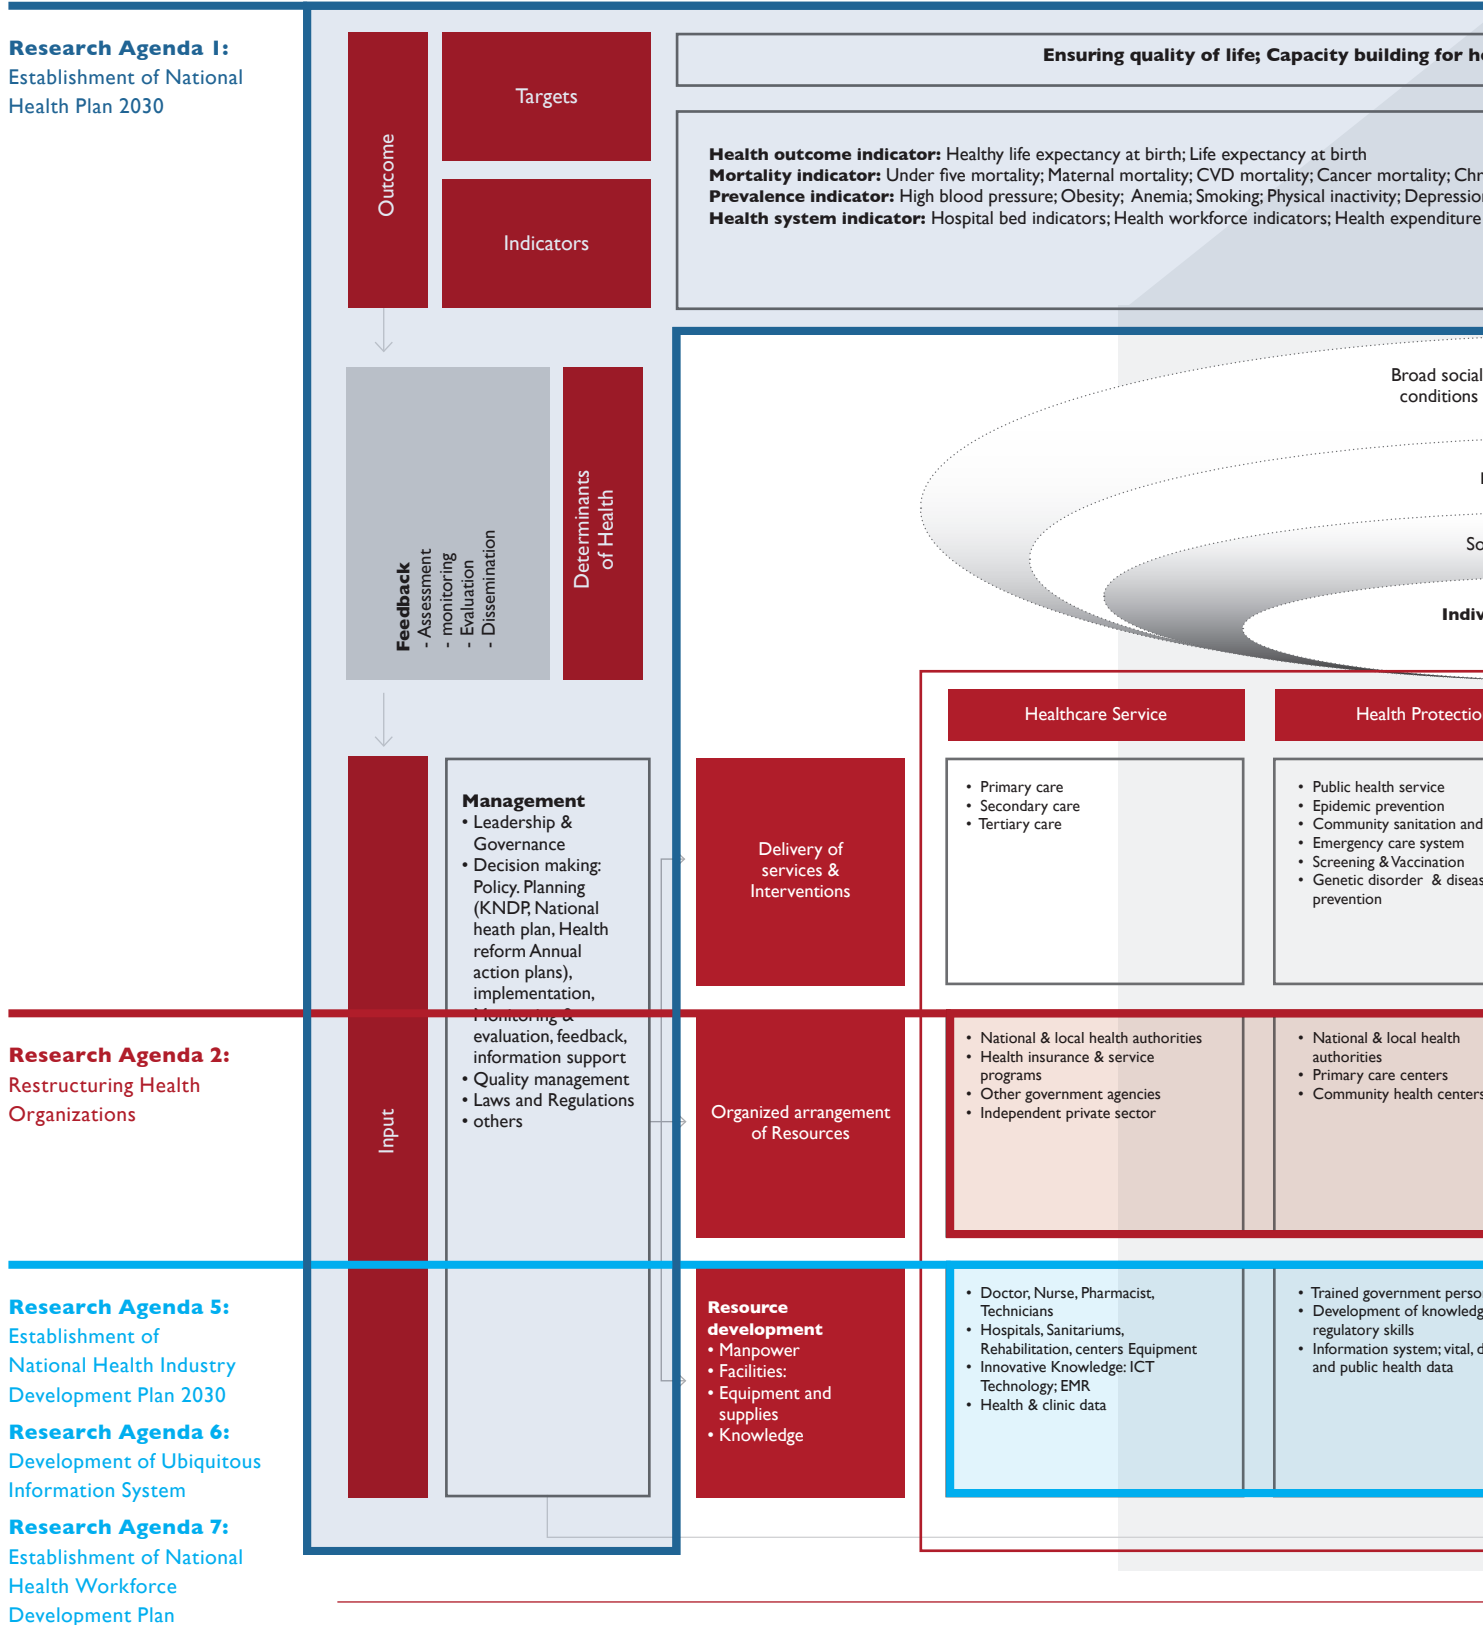 Research Agenda 1:
Establishment of National
Health Plan 2030
Outcome
Targets
Indicators
Ensuring quality of life; Capacity building for
Health outcome indicator: Healthy life expectancy at birth; Life expectancy at birth
Mortality indicator: Under five mortality; Maternal mortality; CVD mortality; Cancer mortality;
Prevalence indicator: High blood pressure; Obesity; Anemia; Smoking; Physical inactivity; Depression
Health system indicator: Hospital bed indicators; Health workforce indicators; Health expenditure
Feedback
- Assessment
- monitoring
- Evaluation
- Dissemination
Determinants
of Health
Broad social
conditions
Healthcare Service
Health
Input
Management
• Leadership &
Governance
• Decision making:
Policy. Planning
(KNDP, National
heath plan, Health
reform Annual
action plans),
implementation,
Monitoring &
evaluation, feedback,
information support
• Quality management
• Laws and Regulations
• others
Delivery of
services &
Interventions
• Primary care
• Secondary care
• Tertiary care
• Public health service
• Epidemic prevention
• Community sanitation and
• Emergency care system
• Screening & Vaccination
• Genetic disorder & 
prevention
Research Agenda 2:
Restructuring Health
Organizations
Organized arrangement
of Resources
• National & local health authorities
• Health insurance & service
programs
• Other government agencies
• Independent private sector
• National & local health
authorities
• Primary care centers
• Community health centers
Research Agenda 5:
Establishment of
National Health Industry
Development Plan 2030
Research Agenda 6:
Development of Ubiquitous
Information System
Research Agenda 7:
Establishment of National
Health Workforce
Development Plan
Resource
development
• Manpower
• Facilities:
• Equipment and
supplies
• Knowledge
• Doctor, Nurse, Pharmacist,
Technicians
• Hospitals, Sanitariums,
Rehabilitation, centers Equipment
• Innovative Knowledge: ICT
Technology; EMR
• Health & clinic data
• Trained government
• Development of
regulatory skills
• Information system; vital,
and public health data